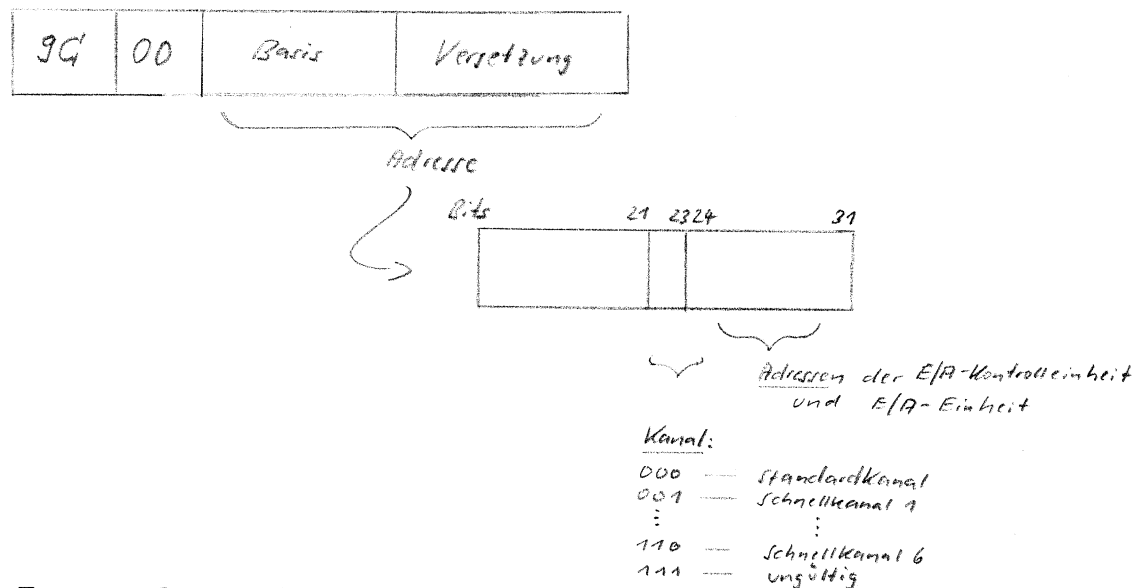 9C 00 Basis Versetzung
Adresse
Bits 21 23 24 31
Adressen der E/A-Kontrolleinheit
und E/A-Einheit
Kanal:
000 — Standardkanal
001 — Schnellkanal 1
⋮ ⋮
110 — Schnellkanal 6
111 — ungültig